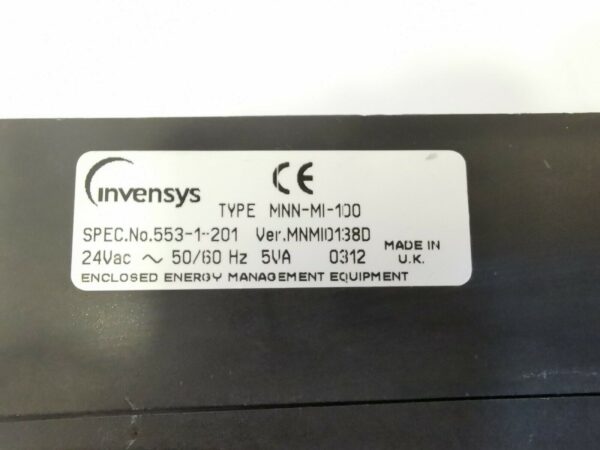 invensys
CE
TYPE MNN-MI-100
SPEC.No.553-1-201 Ver.MNMI0138D
24Vac ~ 50/60 Hz 5VA 0312
MADE IN
U.K.
ENCLOSED ENERGY MANAGEMENT EQUIPMENT